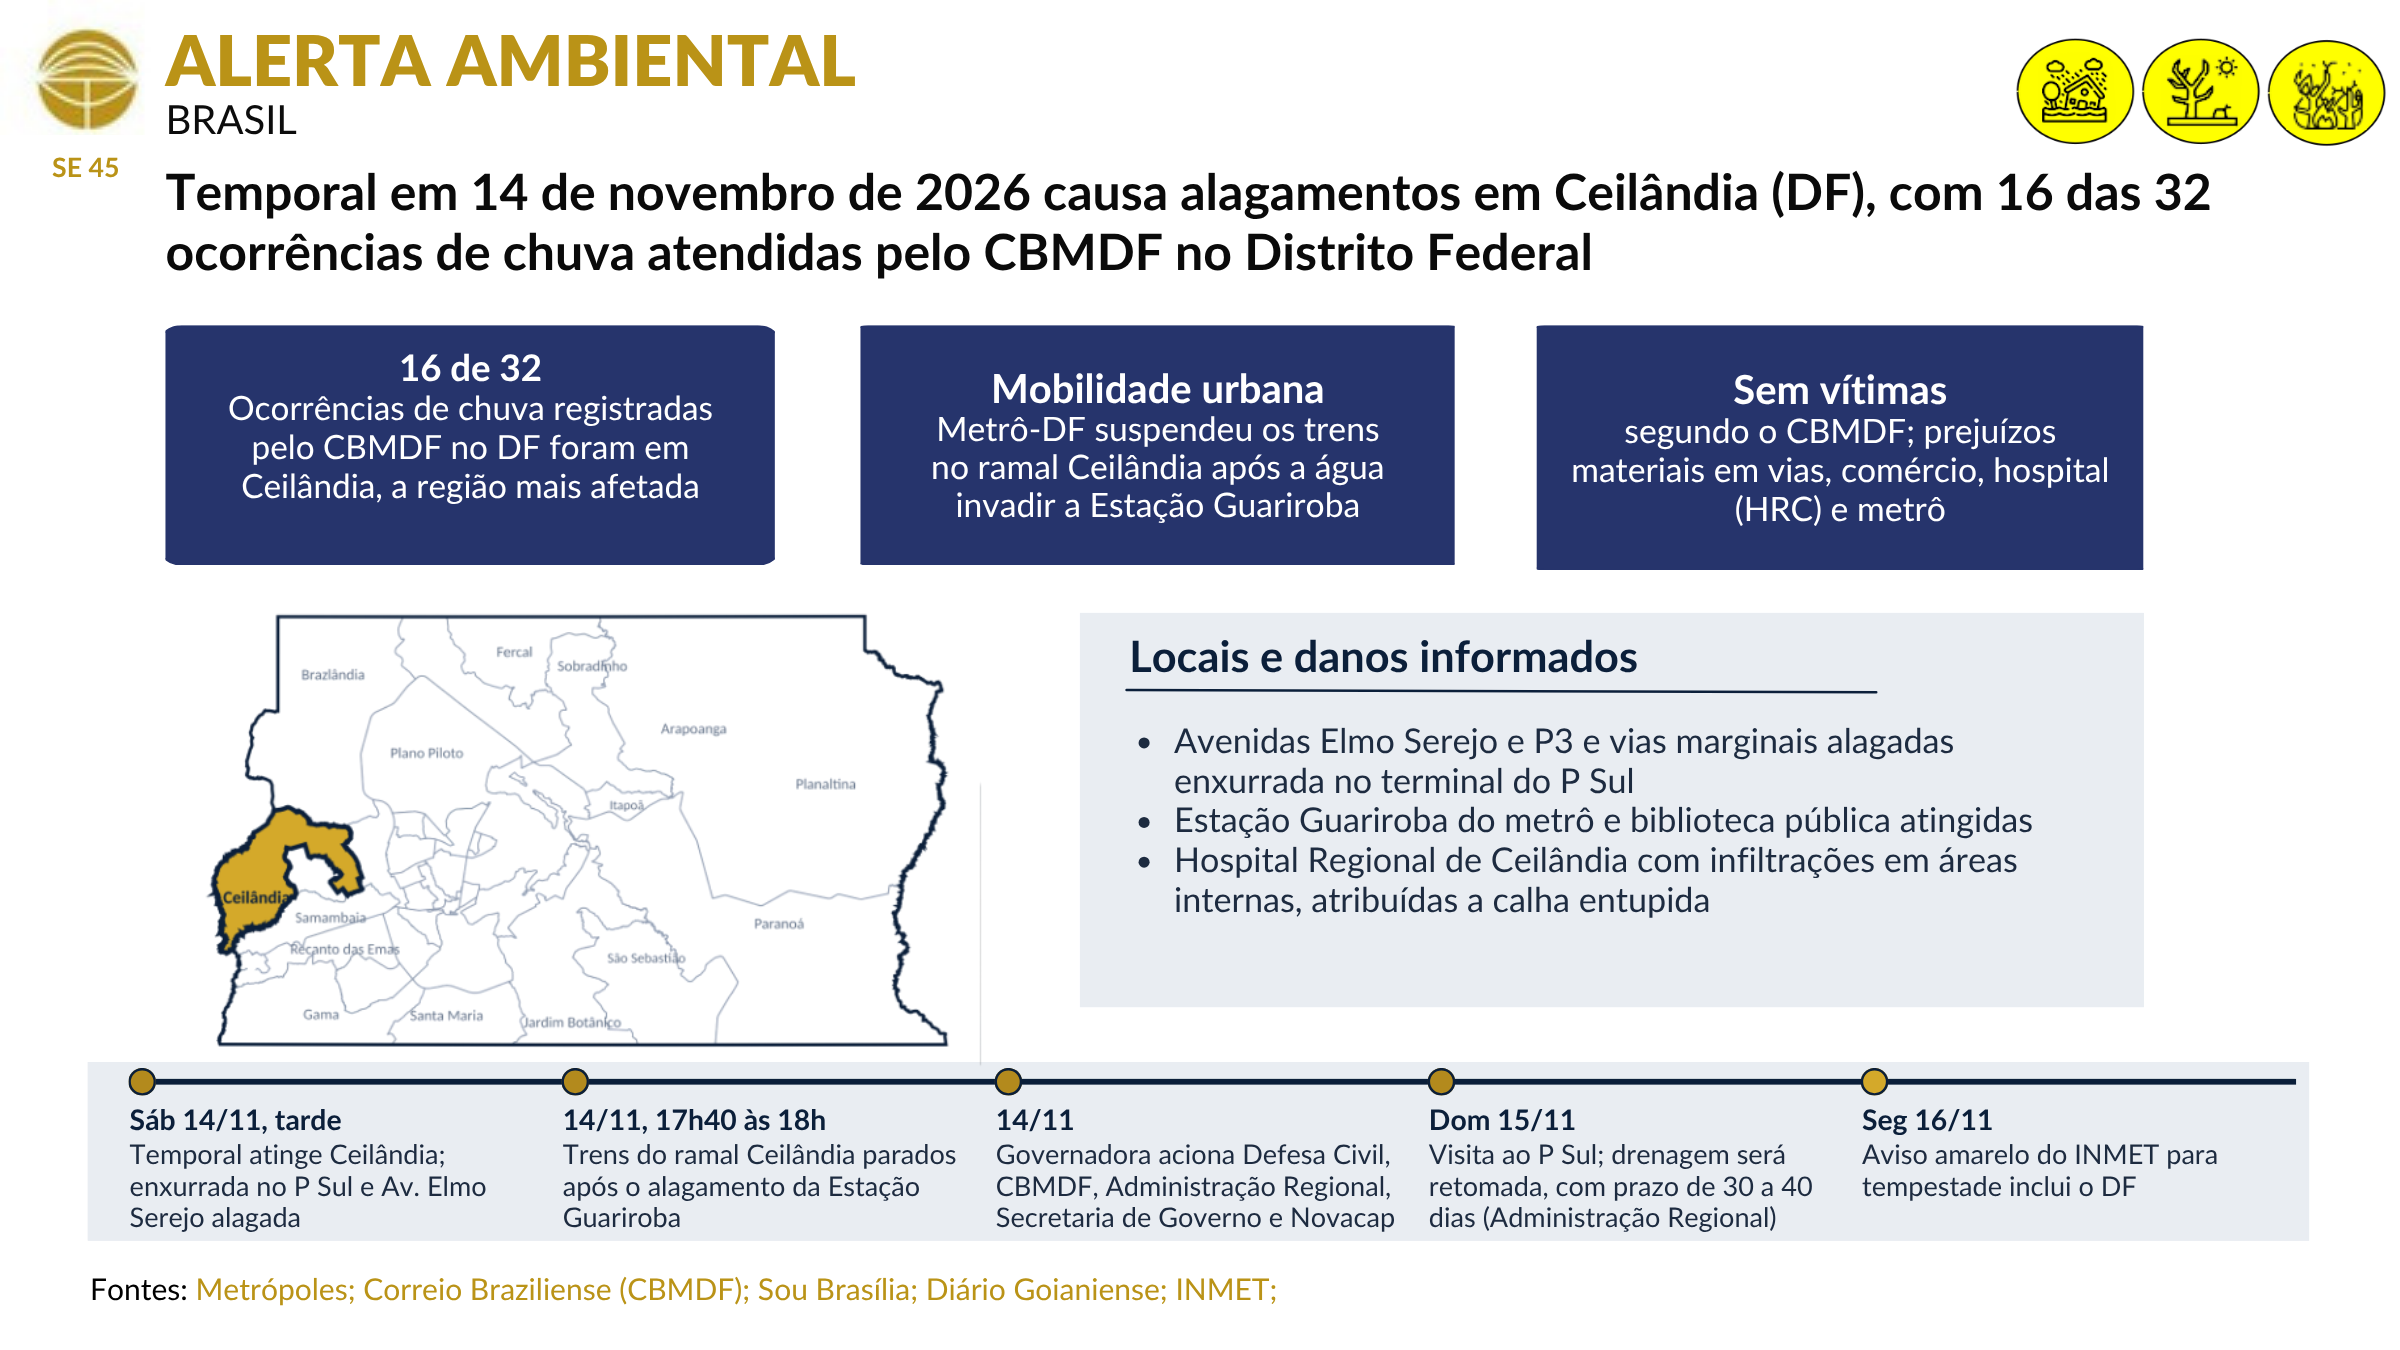 ALERTA AMBIENTAL
BRASIL
SE 45
Temporal em 14 de novembro de 2026 causa alagamentos em Ceilândia (DF), com 16 das 32
ocorrências de chuva atendidas pelo CBMDF no Distrito Federal
16 de 32
Ocorrências de chuva registradas
pelo CBMDF no DF foram em
Ceilândia, a região mais afetada
Mobilidade urbana
Metrô-DF suspendeu os trens
no ramal Ceilândia após a água
invadir a Estação Guariroba
Sem vítimas
segundo o CBMDF; prejuízos
materiais em vias, comércio, hospital
(HRC) e metrô
Fercal
Sobradinho
Brazlândia
Arapoanga
Plano Piloto
Planaltina
Itapoã
Ceilândia
Samambaia
Paranoá
Recanto das Emas
São Sebastião
Gama
Santa Maria
Jardim Botânico
Locais e danos informados
• Avenidas Elmo Serejo e P3 e vias marginais alagadas
enxurrada no terminal do P Sul
• Estação Guariroba do metrô e biblioteca pública atingidas
• Hospital Regional de Ceilândia com infiltrações em áreas
internas, atribuídas a calha entupida
Sáb 14/11, tarde
Temporal atinge Ceilândia;
enxurrada no P Sul e Av. Elmo
Serejo alagada
14/11, 17h40 às 18h
Trens do ramal Ceilândia parados
após o alagamento da Estação
Guariroba
14/11
Governadora aciona Defesa Civil,
CBMDF, Administração Regional,
Secretaria de Governo e Novacap
Dom 15/11
Visita ao P Sul; drenagem será
retomada, com prazo de 30 a 40
dias (Administração Regional)
Seg 16/11
Aviso amarelo do INMET para
tempestade inclui o DF
Fontes: Metrópoles; Correio Braziliense (CBMDF); Sou Brasília; Diário Goianiense; INMET;